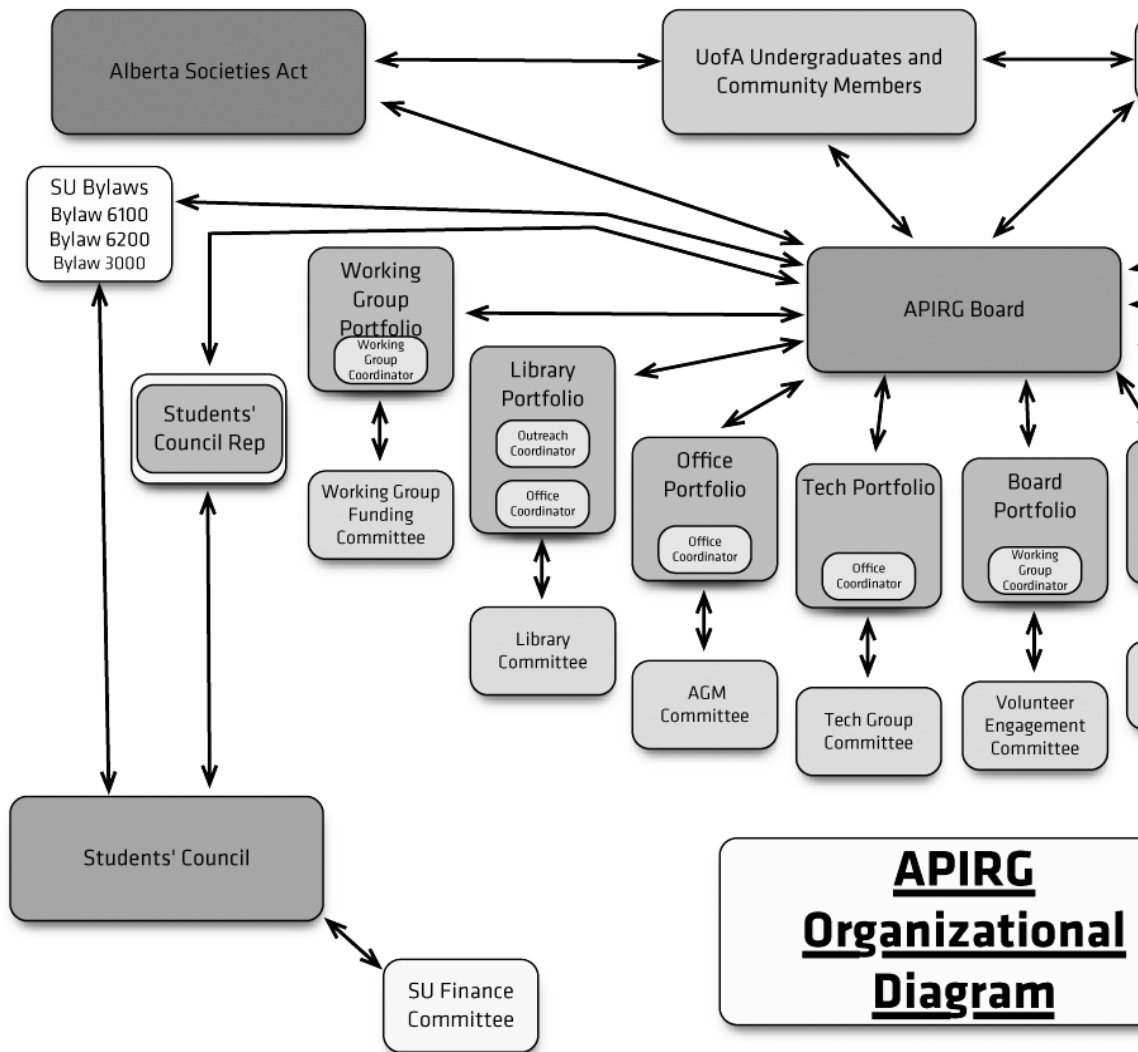 Alberta Societies Act
UofA Undergraduates and
Community Members
SU Bylaws
Bylaw 6100
Bylaw 6200
Bylaw 3000
Working
Group
Portfolio
Working
Group
Coordinator
APIRG Board
Library
Portfolio
Outreach
Coordinator
Office
Coordinator
Students'
Council Rep
Working Group
Funding
Committee
Office
Portfolio
Office
Coordinator
Tech Portfolio
Office
Coordinator
Board
Portfolio
Working
Group
Coordinator
Library
Committee
AGM
Committee
Tech Group
Committee
Volunteer
Engagement
Committee
Students' Council
SU Finance
Committee
APIRG
Organizational
Diagram